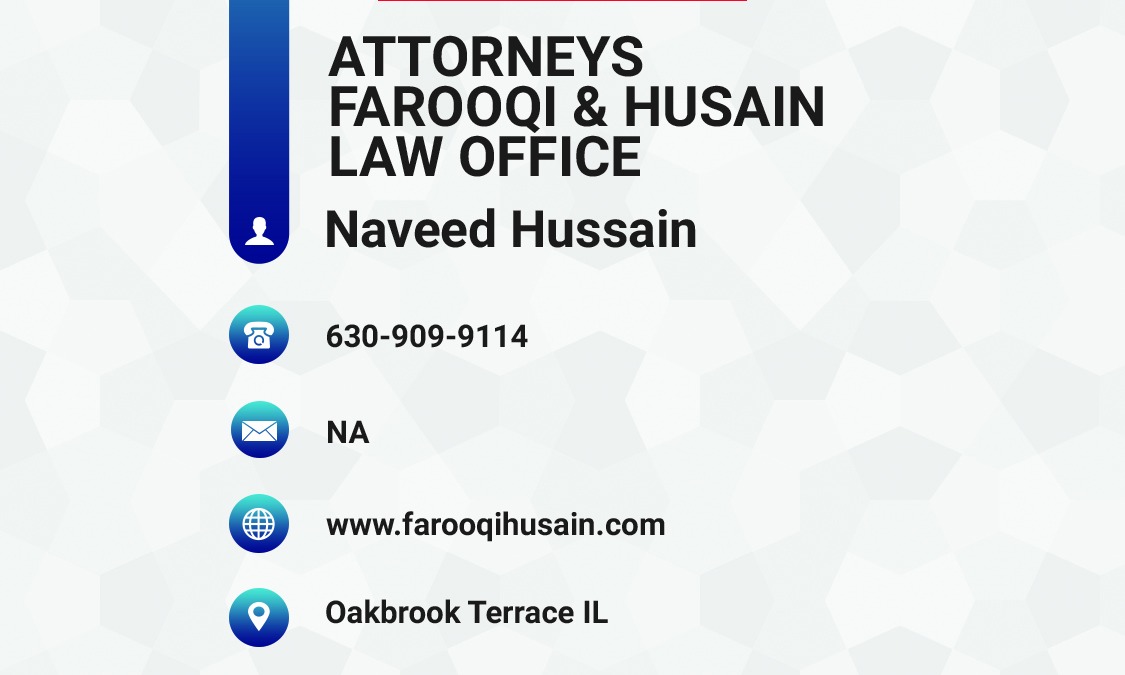 ATTORNEYS
FAROOQI & HUSAIN
LAW OFFICE
Naveed Hussain
630-909-9114
NA
www.farooqihusain.com
Oakbrook Terrace IL